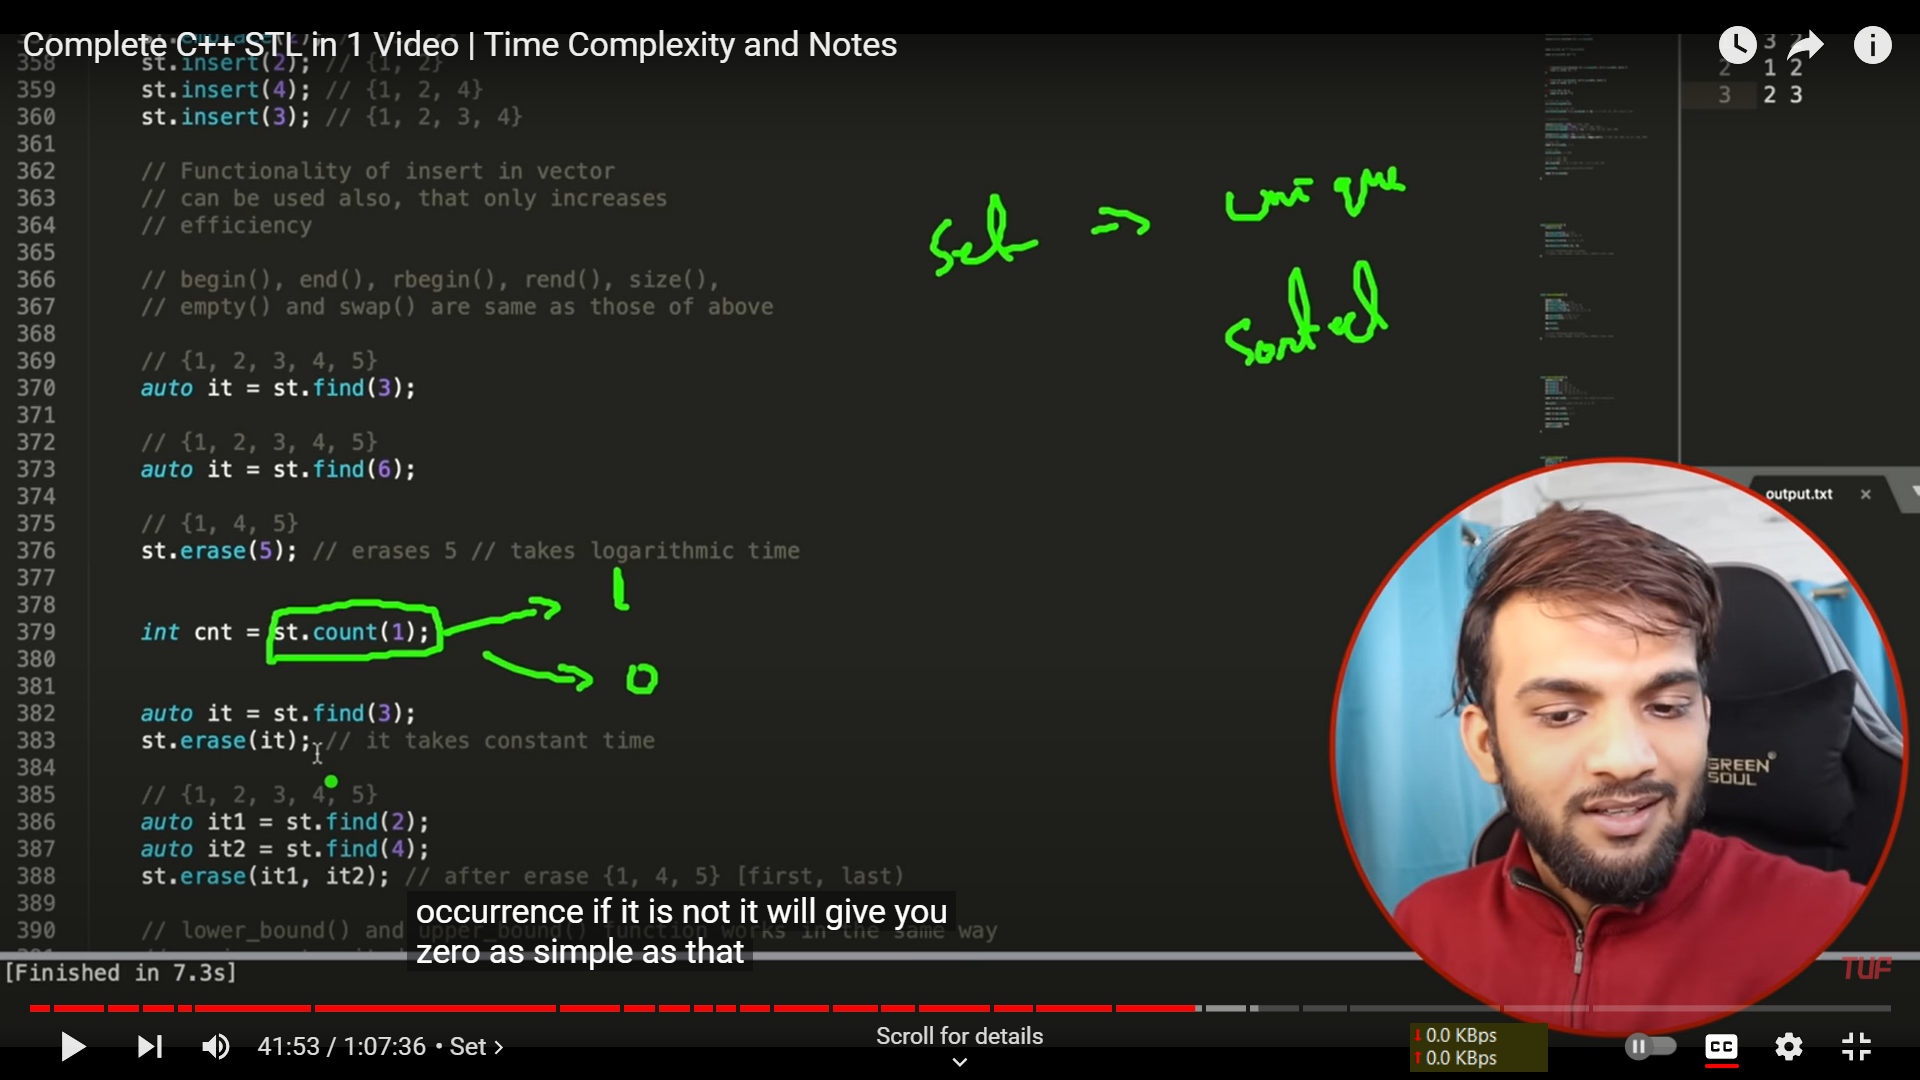 Complete C++ STL in 1 Video | Time Complexity and Notes
358 st.insert(2); // {1, 2}
359 st.insert(4); // {1, 2, 4}
360 st.insert(3); // {1, 2, 3, 4}
361
362 // Functionality of insert in vector
363 // can be used also, that only increases
364 // efficiency
365
366 // begin(), end(), rbegin(), rend(), size(),
367 // empty() and swap() are same as those of above
368
369 // {1, 2, 3, 4, 5}
370 auto it = st.find(3);
371
372 // {1, 2, 3, 4, 5}
373 auto it = st.find(6);
374
375 // {1, 4, 5}
376 st.erase(5); // erases 5 // takes logarithmic time
377
378
379 int cnt = st.count(1);
380
381
382 auto it = st.find(3);
383 st.erase(it); // it takes constant time
384
385 // {1, 2, 3, 4, 5}
386 auto it1 = st.find(2);
387 auto it2 = st.find(4);
388 st.erase(it1, it2); // after erase {1, 4, 5} [first, last)
389
390 // lower_bound() and upper_bound() function works in the same way
set => unique
sorted
1
0
3 2
2 1 2
3 2 3
output.txt
GREEN
SOUL
TUF
occurrence if it is not it will give you
zero as simple as that
[Finished in 7.3s]
41:53 / 1:07:36 • Set
Scroll for details
0.0 KBps
0.0 KBps
CC